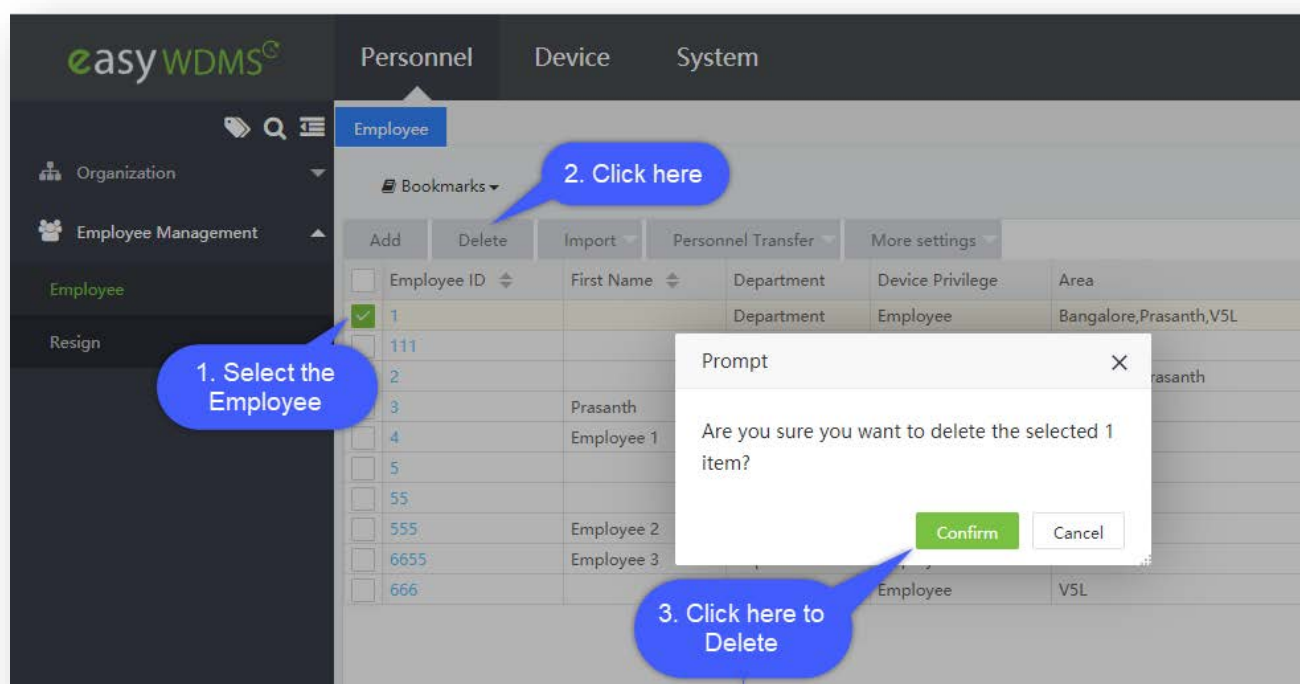 easy WDMS
Personnel Device System
Employee
Organization
Bookmarks
2. Click here
Employee Management
Add Delete Import Personnel Transfer More settings
Employee ID First Name Department Device Privilege Area
Employee
1 Department Employee Bangalore,Prasanth,V5L
Resign
111
1. Select the
Employee
2 rasanth
3 Prasanth
4 Employee 1
5
55
555 Employee 2
6655 Employee 3
666 Employee V5L
Prompt
Are you sure you want to delete the selected 1
item?
Confirm Cancel
3. Click here to
Delete